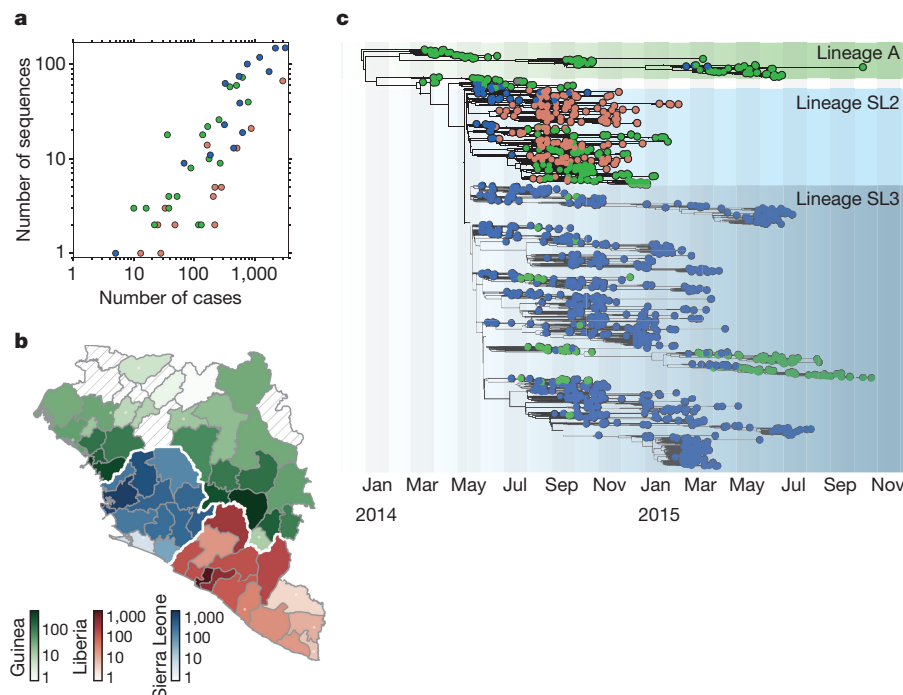 a
Number of sequences
100
10
1
1
10
100
1,000
Number of cases
b
Guinea
100
10
1
Liberia
1,000
100
10
1
Sierra Leone
1,000
100
10
1
c
Lineage A
Lineage SL2
Lineage SL3
Jan Mar May Jul Sep Nov Jan Mar May Jul Sep Nov
2014 2015